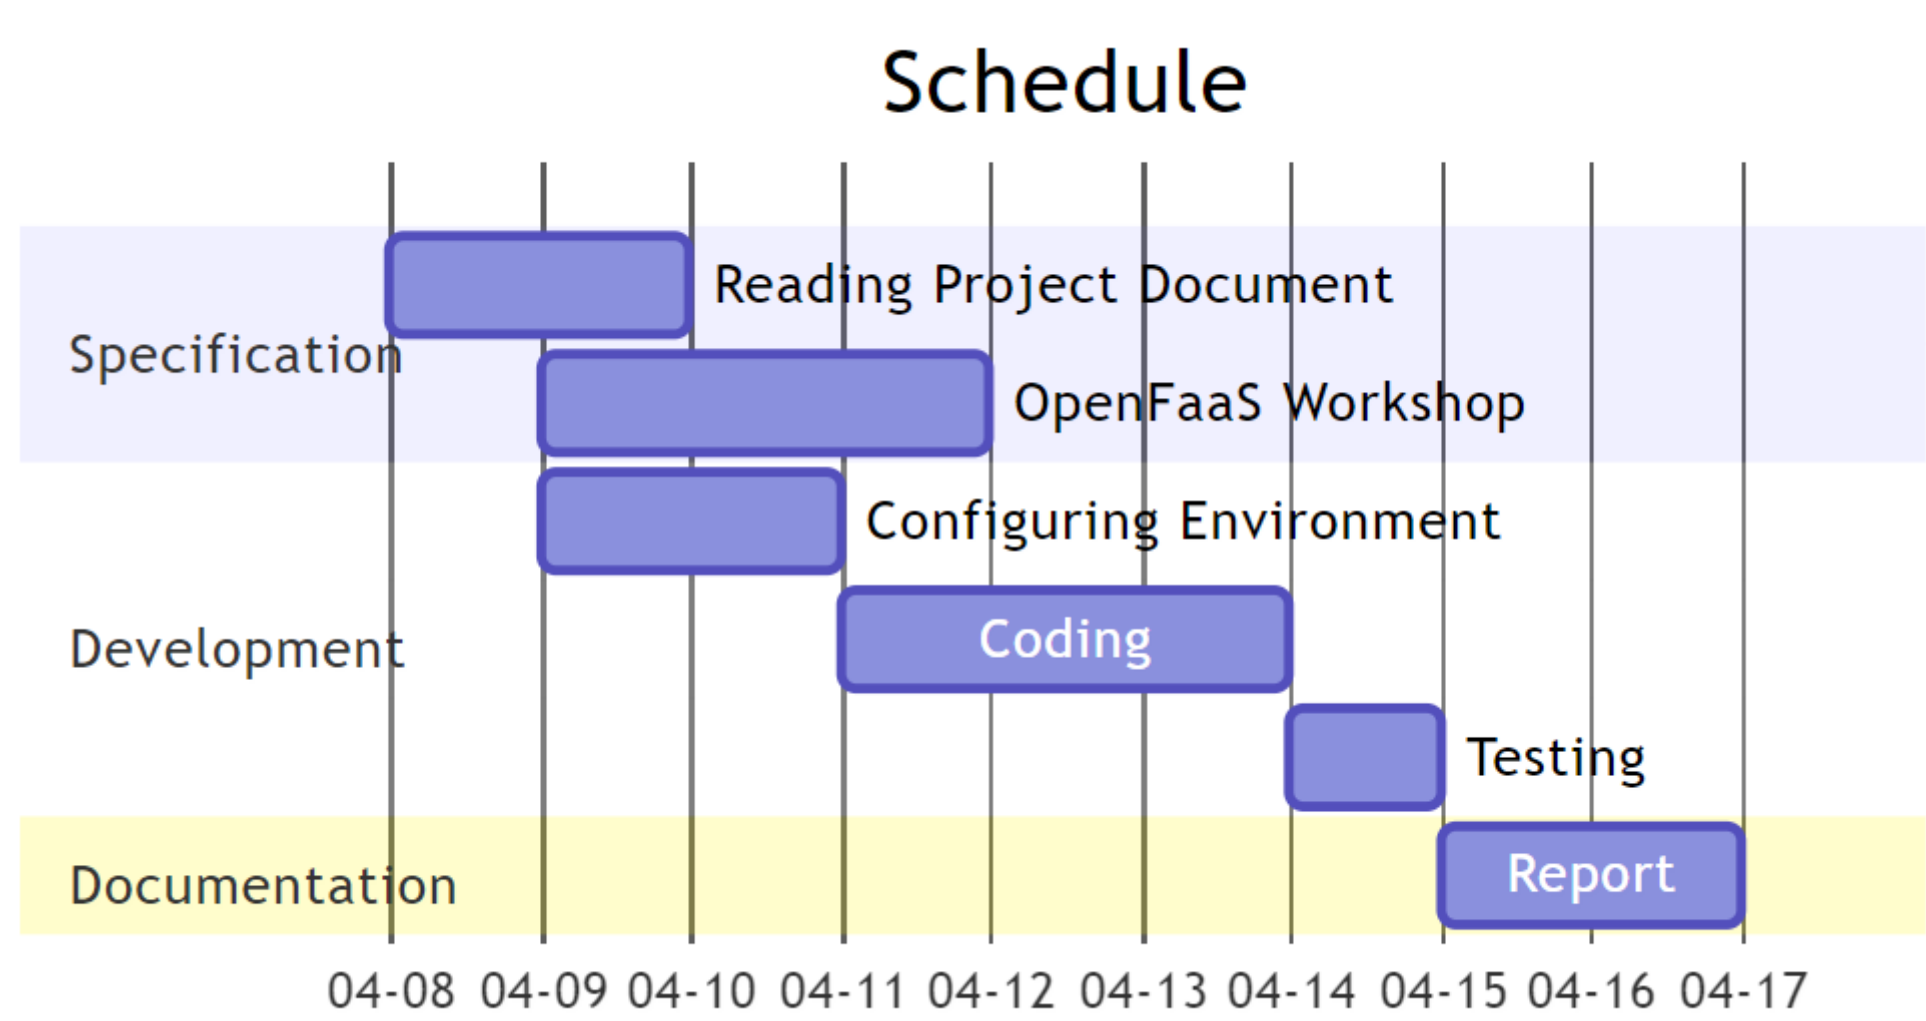 Schedule
Reading Project Document
Specification
OpenFaaS Workshop
Configuring Environment
Coding
Development
Testing
Report
Documentation
04-08 04-09 04-10 04-11 04-12 04-13 04-14 04-15 04-16 04-17